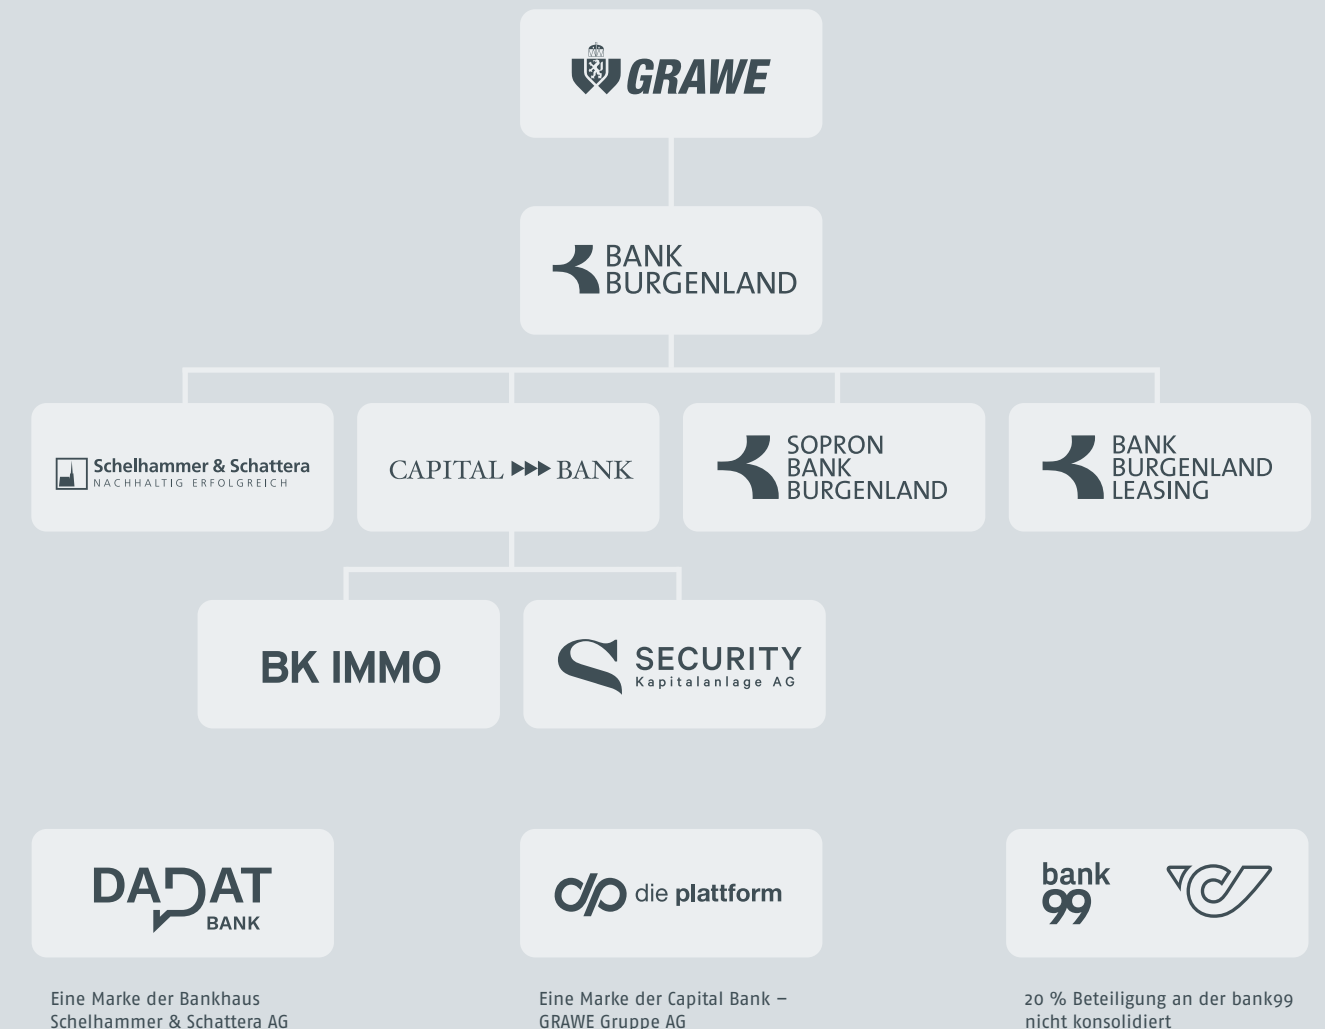 GRAWE
BANK
BURGENLAND
Schelhammer & Schattera
NACHHALTIG ERFOLGREICH
CAPITAL BANK
SOPRON
BANK
BURGENLAND
BANK
BURGENLAND
LEASING
BK IMMO
SECURITY
Kapitalanlage AG
DADAT
BANK
dp die plattform
bank
99
Eine Marke der Bankhaus
Schelhammer & Schattera AG
Eine Marke der Capital Bank –
GRAWE Gruppe AG
20 % Beteiligung an der bank99
nicht konsolidiert